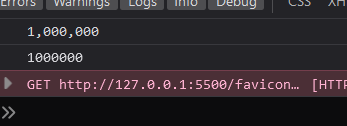 Errors Warnings Logs Info Debug CSS XH
1,000,000
1000000
GET http://127.0.0.1:5500/favicon… [HTT